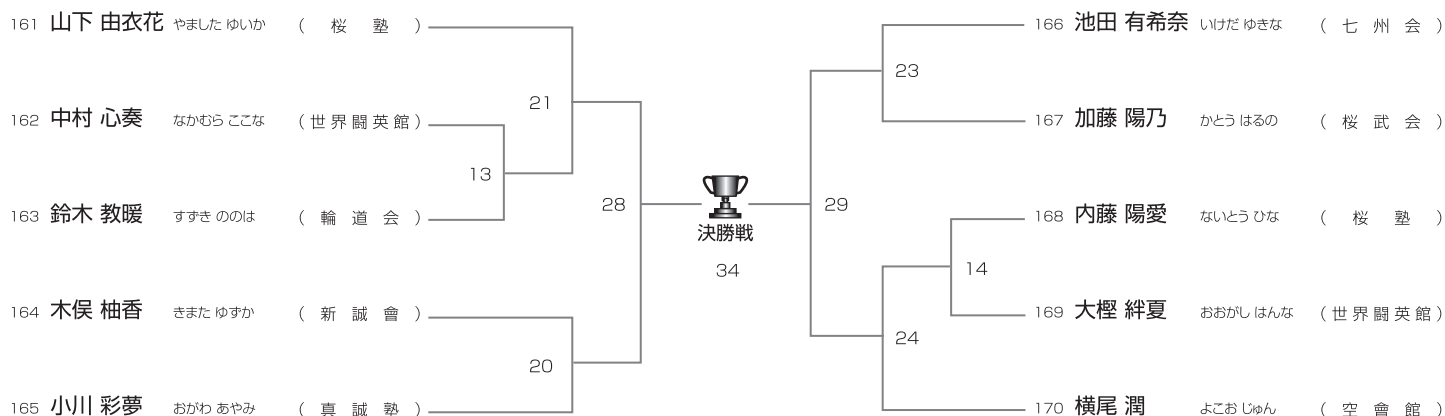 161 山下 由衣花 やました ゆいか （ 桜 塾 ）
21
162 中村 心奏 なかむら ここな （世界闘英館）
13
163 鈴木 教暖 すずき ののは （ 輪 道 会 ）
28
164 木俣 柚香 きまた ゆずか （ 新 誠 會 ）
20
165 小川 彩夢 おがわ あやみ （ 真 誠 塾 ）
決勝戦
34
166 池田 有希奈 いけだ ゆきな （ 七 州 会 ）
23
167 加藤 陽乃 かとう はるの （ 桜 武 会 ）
29
168 内藤 陽愛 ないとう ひな （ 桜 塾 ）
14
169 大樫 絆夏 おおがし はんな （世界闘英館）
24
170 横尾 潤 よこお じゅん （ 空 會 館 ）